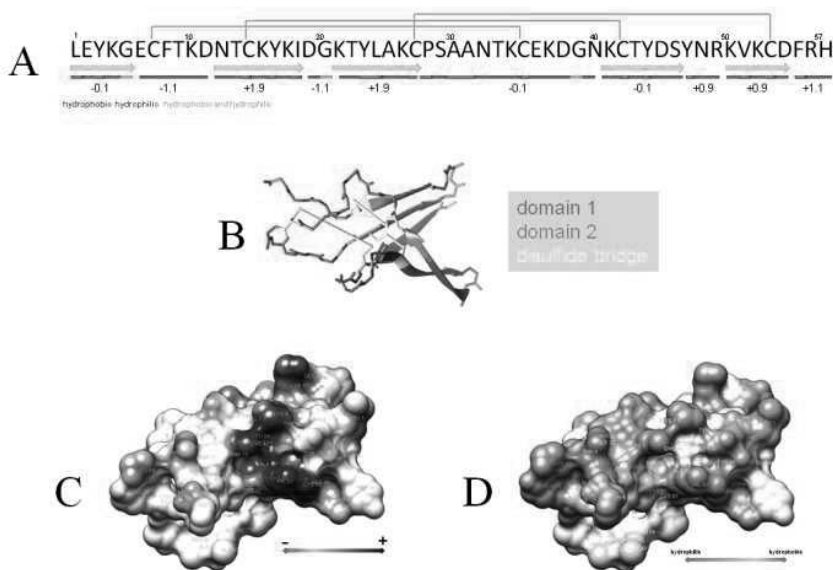 1 10 20 30 40 50 57
A LEYKGECFTKDNTCKYKIDGKTYLAKCPSAANTKCEKDGNKCTYDSYNRKVKCDFRH
-0.1 -1.1 +1.9 -1.1 +1.9 -0.1 -0.1 +0.9 +0.9 +1.1
hydrophobic hydrophilic hydrophobic and hydrophilic
B
domain 1
domain 2
disulfide bridge
C
- +
D
hydrophilic hydrophobic